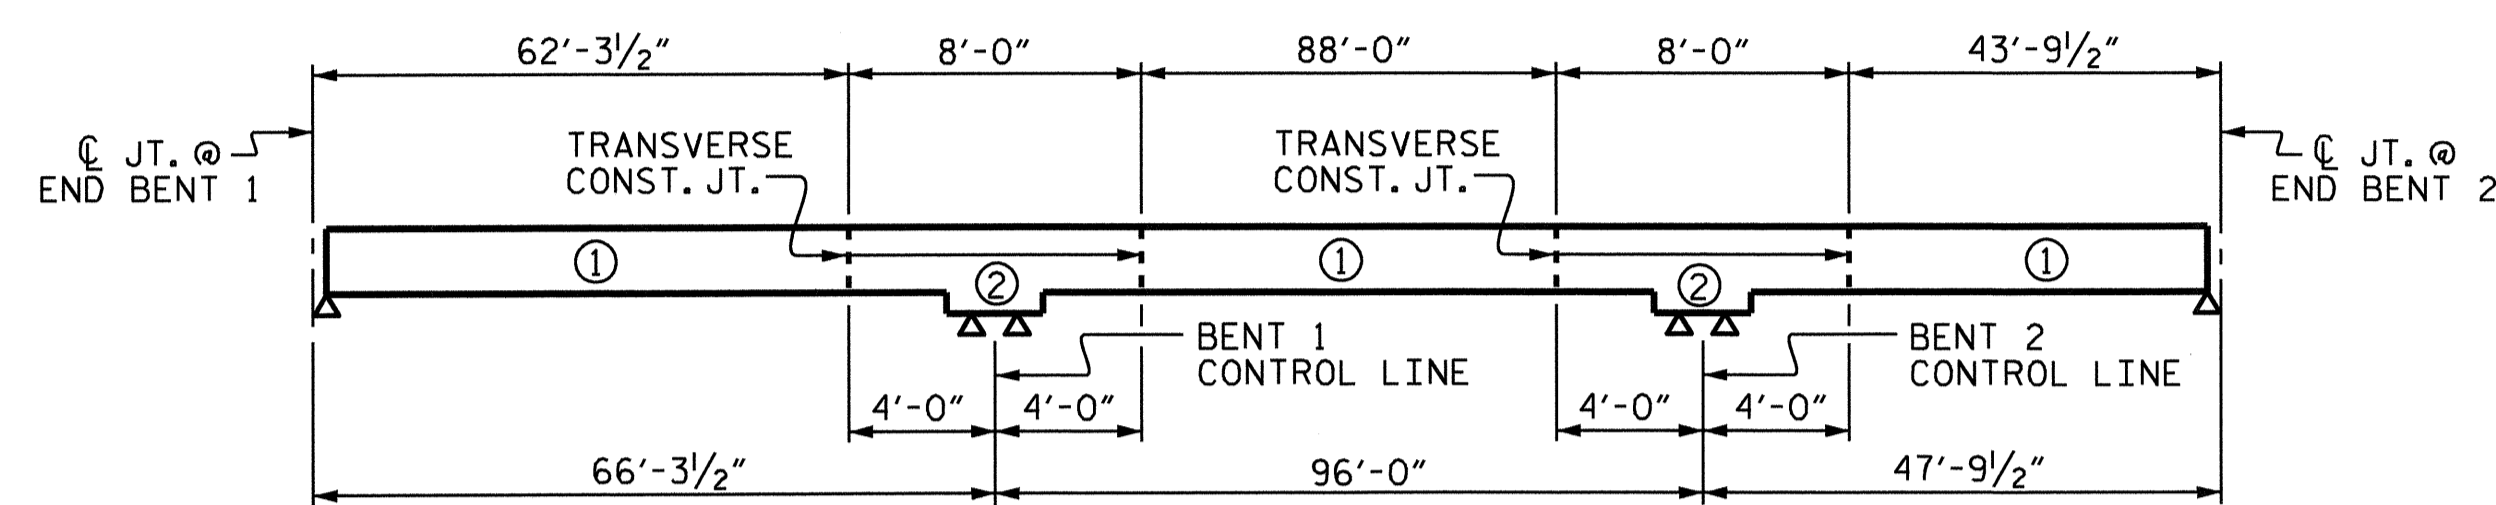 62'-3½"
8'-0"
88'-0"
8'-0"
43'-9½"
℄ JT. @
END BENT 1
TRANSVERSE
CONST. JT.
TRANSVERSE
CONST. JT.
℄ JT. @
END BENT 2
①
②
①
②
①
BENT 1
CONTROL LINE
BENT 2
CONTROL LINE
4'-0"
4'-0"
4'-0"
4'-0"
66'-3½"
96'-0"
47'-9½"